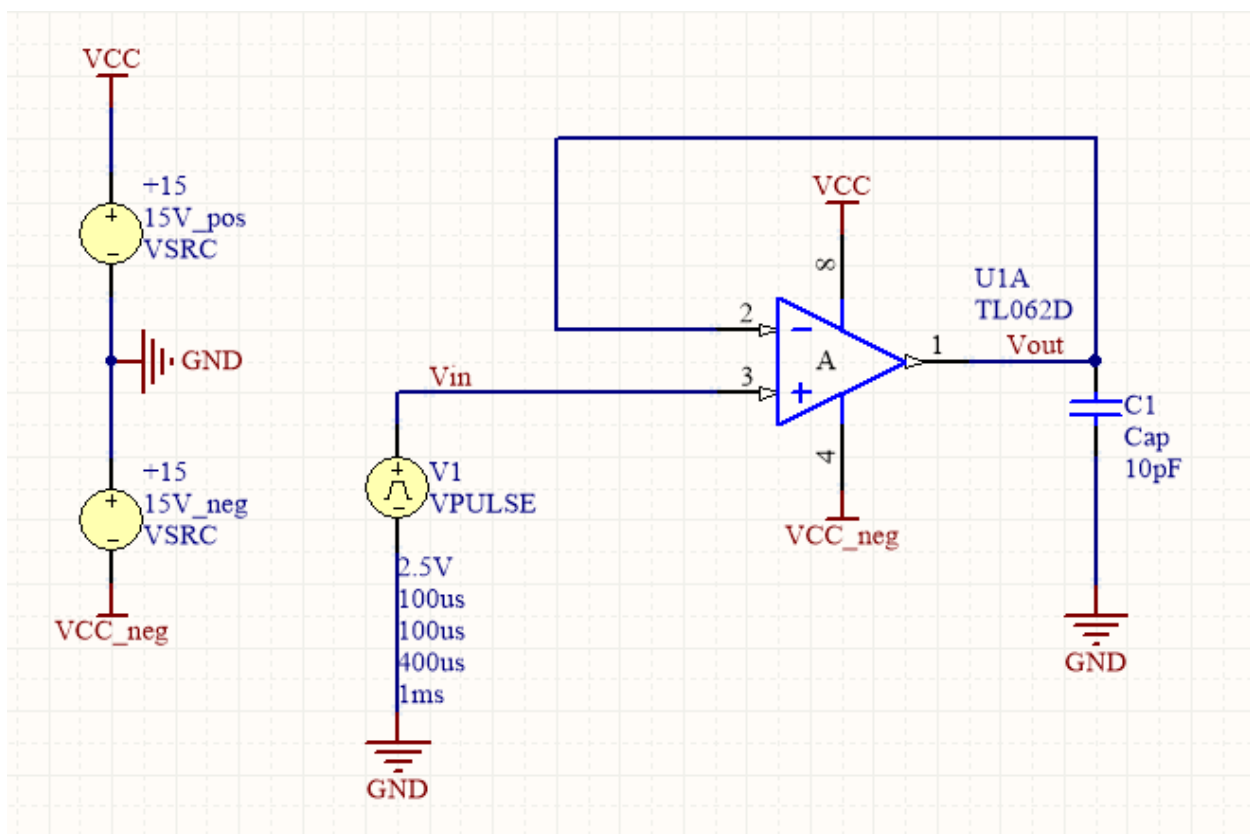 VCC
+15
15V_pos
VSRC
GND
+15
15V_neg
VSRC
VCC_neg
Vin
V1
VPULSE
2.5V
100us
100us
400us
1ms
GND
VCC
8
2
3
A
1
4
VCC_neg
U1A
TL062D
Vout
C1
Cap
10pF
GND